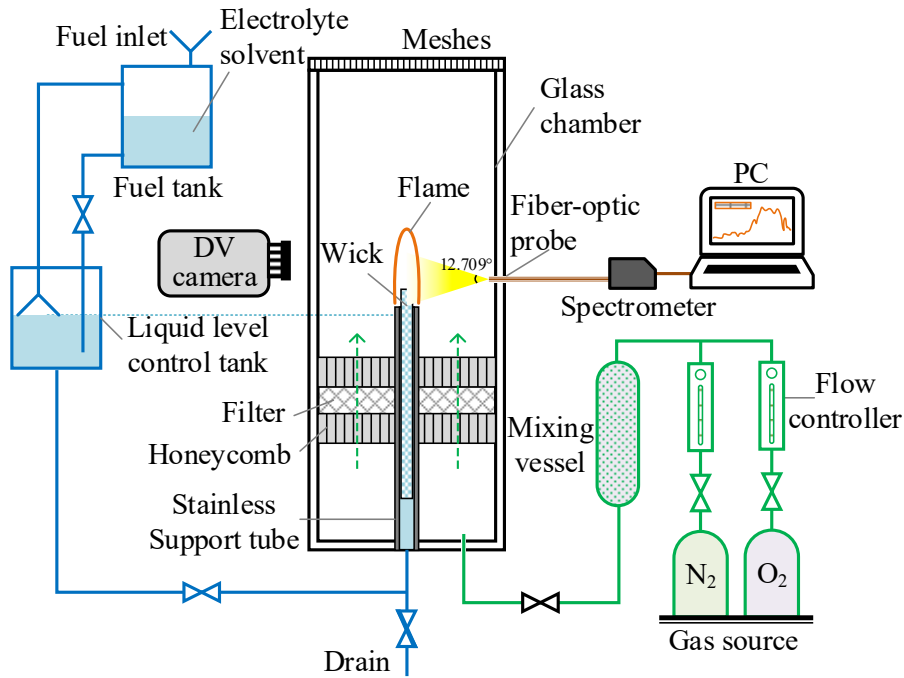 Fuel inlet
Electrolyte
solvent
Meshes
Glass
chamber
Fuel tank
Flame
PC
DV
camera
Wick
Fiber-optic
probe
12.709°
Spectrometer
Liquid level
control tank
Filter
Honeycomb
Mixing
vessel
Flow
controller
Stainless
Support tube
N₂
O₂
Gas source
Drain